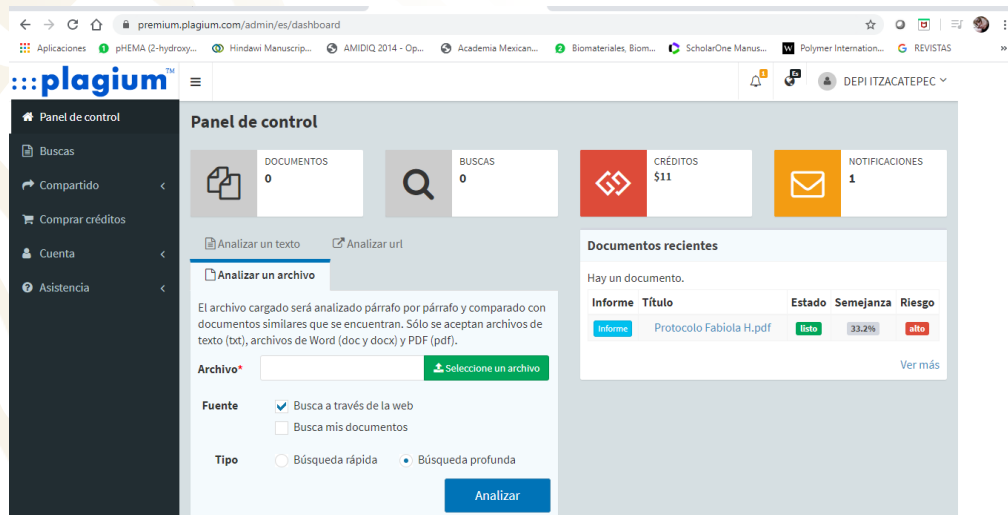 premium.plagium.com/admin/es/dashboard
Aplicaciones pHEMA (2-hydroxy... Hindawi Manuscrip... AMIDIQ 2014 - Op... Academia Mexican... Biomateriales, Biom... ScholarOne Manus... Polymer Internation... REVISTAS »
:::plagium™
1 Es DEPI ITZACATEPEC
Panel de control
Buscas
Compartido
Comprar créditos
Cuenta
Asistencia
Panel de control
DOCUMENTOS
0
BUSCAS
0
CRÉDITOS
$11
NOTIFICACIONES
1
Analizar un texto Analizar url
Analizar un archivo
El archivo cargado será analizado párrafo por párrafo y comparado con
documentos similares que se encuentran. Sólo se aceptan archivos de
texto (txt), archivos de Word (doc y docx) y PDF (pdf).
Archivo* Seleccione un archivo
Fuente Busca a través de la web
Busca mis documentos
Tipo Búsqueda rápida Búsqueda profunda
Analizar
Documentos recientes
Hay un documento.
Informe Título Estado Semejanza Riesgo
Informe Protocolo Fabiola H.pdf listo 33.2% alto
Ver más